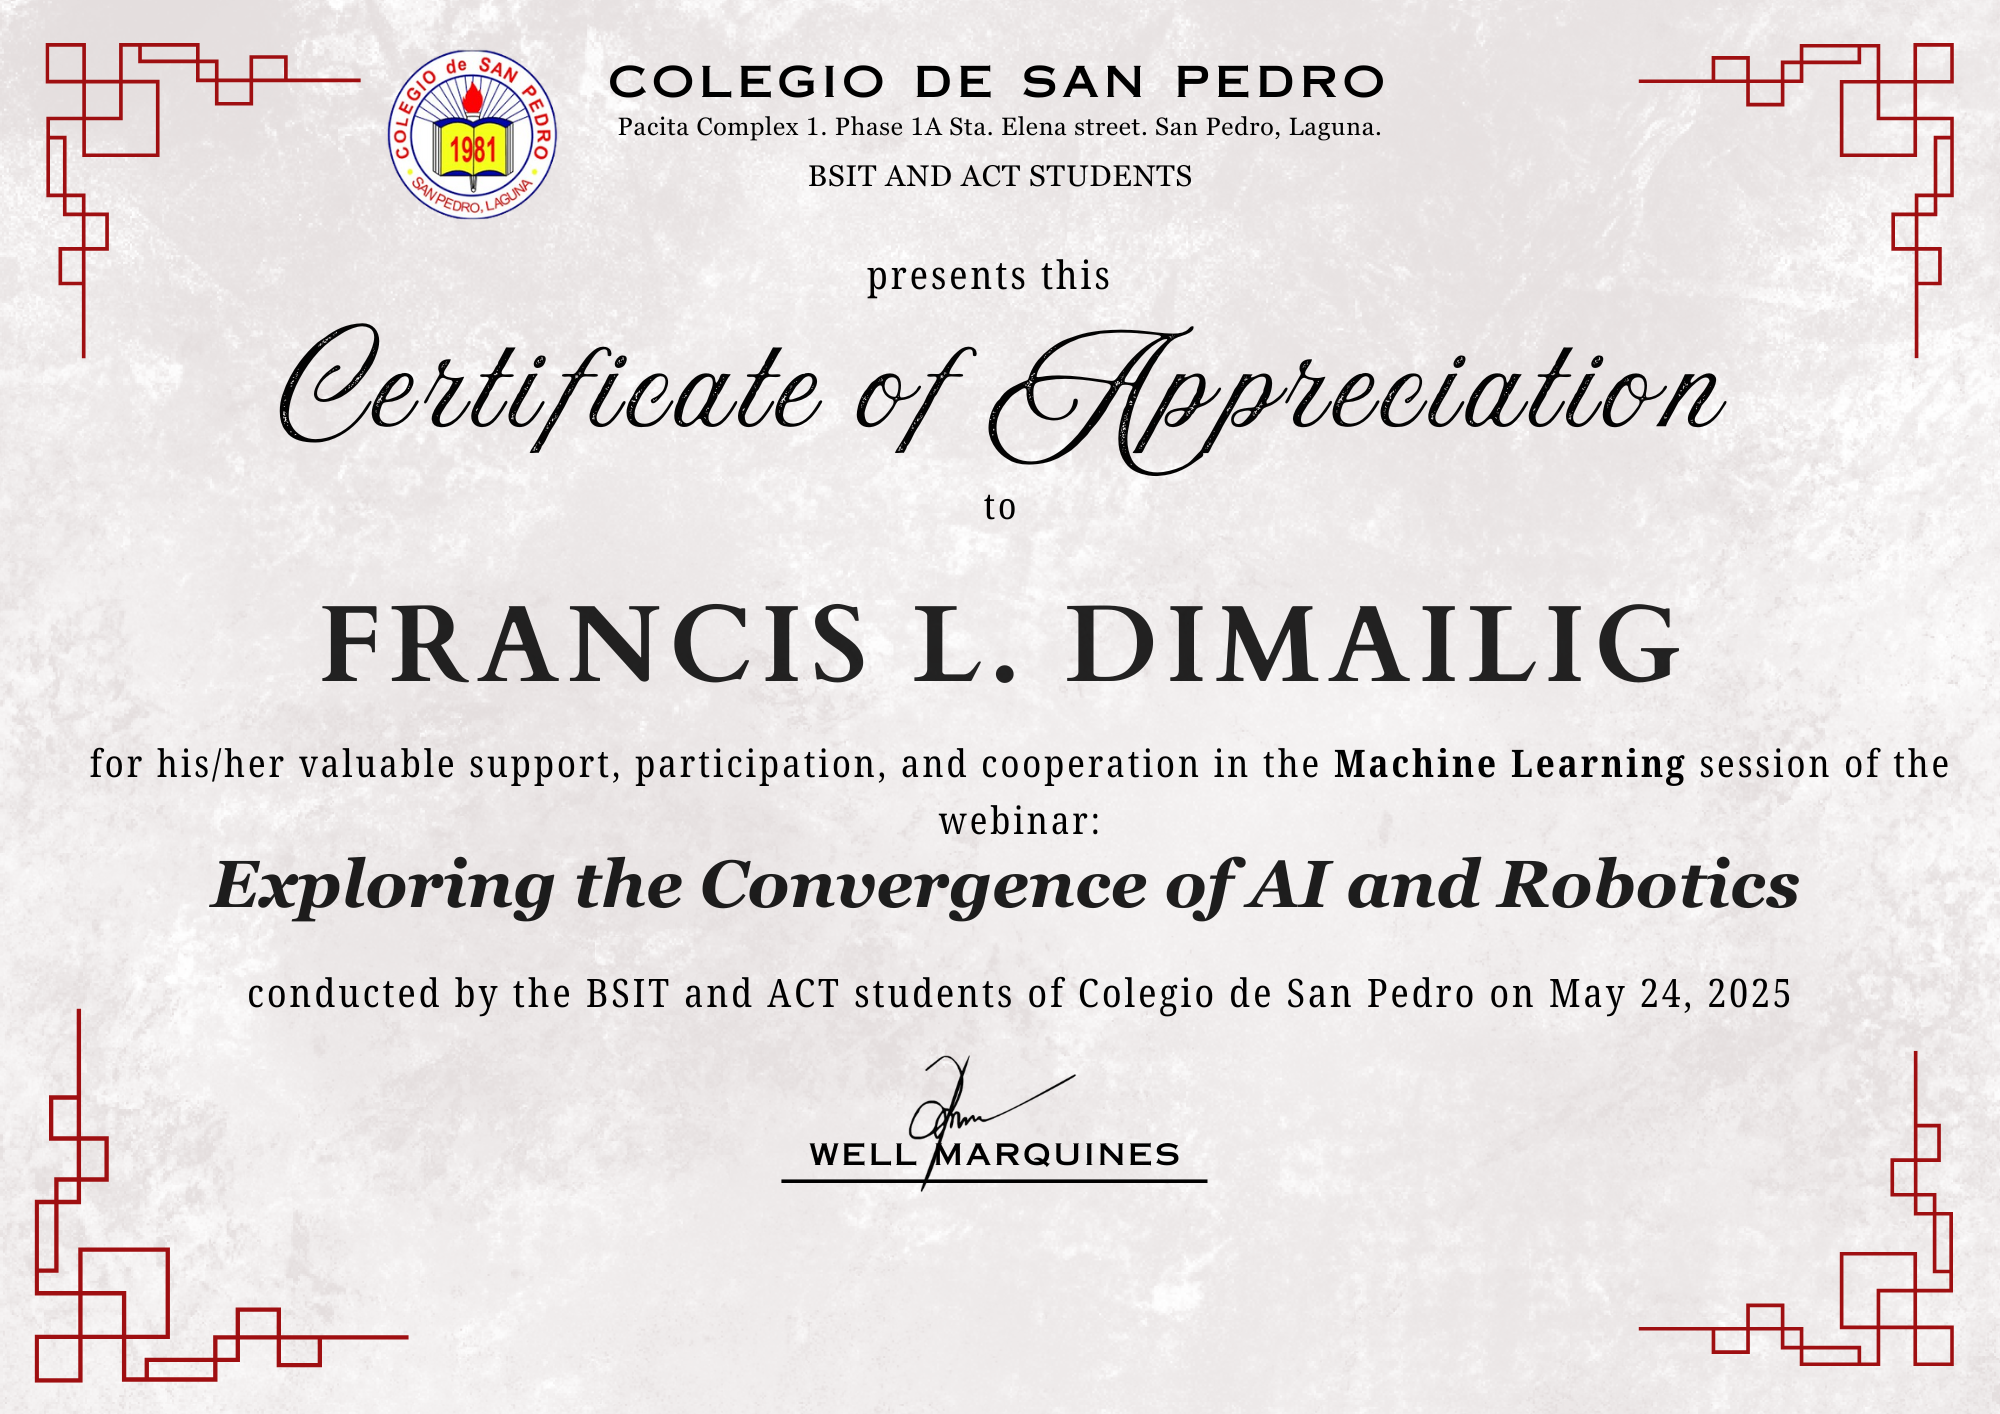 COLEGIO de SAN PEDRO
1981
SAN PEDRO, LAGUNA
COLEGIO DE SAN PEDRO
Pacita Complex 1. Phase 1A Sta. Elena street. San Pedro, Laguna.
BSIT AND ACT STUDENTS
presents this
Certificate of Appreciation
to
FRANCIS L. DIMAILIG
for his/her valuable support, participation, and cooperation in the Machine Learning session of the
webinar:
Exploring the Convergence of AI and Robotics
conducted by the BSIT and ACT students of Colegio de San Pedro on May 24, 2025
WELL MARQUINES